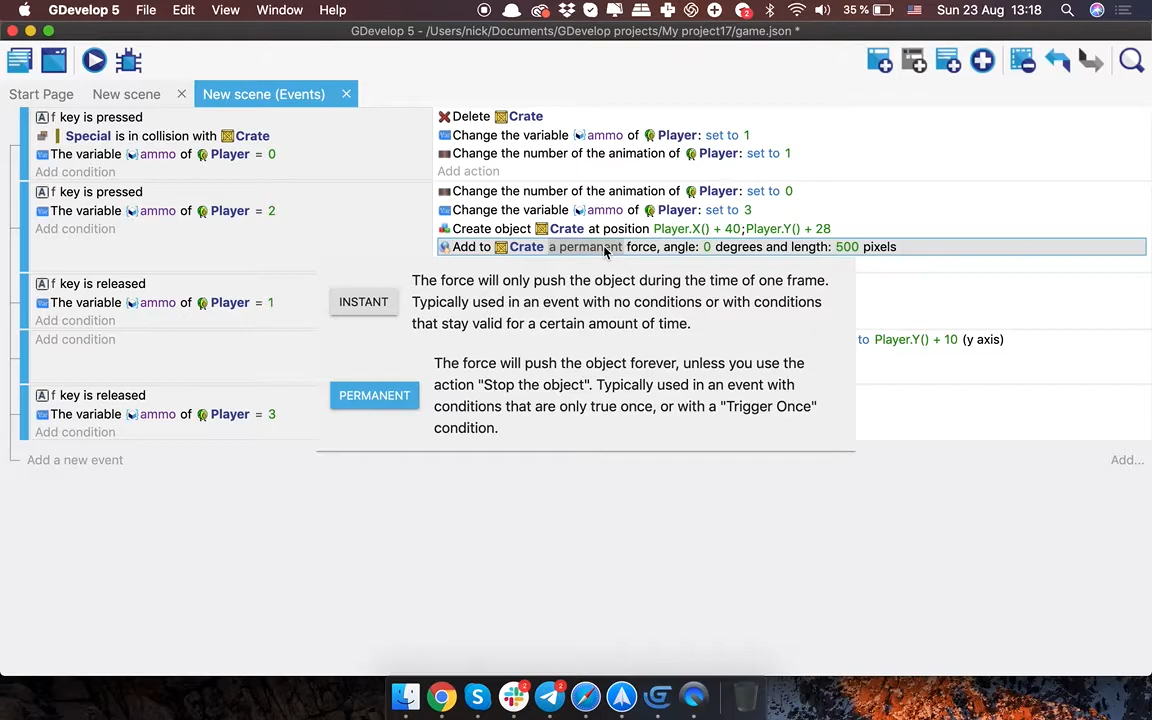 GDevelop 5 File Edit View Window Help 35 % Sun 23 Aug 13:18
GDevelop 5 - /Users/nick/Documents/GDevelop projects/My project17/game.json *
Start Page New scene × New scene (Events) ×
f key is pressed
Special is in collision with Crate
The variable ammo of Player = 0
Add condition
Delete Crate
Change the variable ammo of Player: set to 1
Change the number of the animation of Player: set to 1
Add action
f key is pressed
The variable ammo of Player = 2
Add condition
Change the number of the animation of Player: set to 0
Change the variable ammo of Player: set to 3
Create object Crate at position Player.X() + 40;Player.Y() + 28
Add to Crate a permanent force, angle: 0 degrees and length: 500 pixels
INSTANT
The force will only push the object during the time of one frame.
Typically used in an event with no conditions or with conditions
that stay valid for a certain amount of time.
PERMANENT
The force will push the object forever, unless you use the
action "Stop the object". Typically used in an event with
conditions that are only true once, or with a "Trigger Once"
condition.
f key is released
The variable ammo of Player = 1
Add condition
Add condition
to Player.Y() + 10 (y axis)
f key is released
The variable ammo of Player = 3
Add condition
Add a new event
Add...
2
2
2